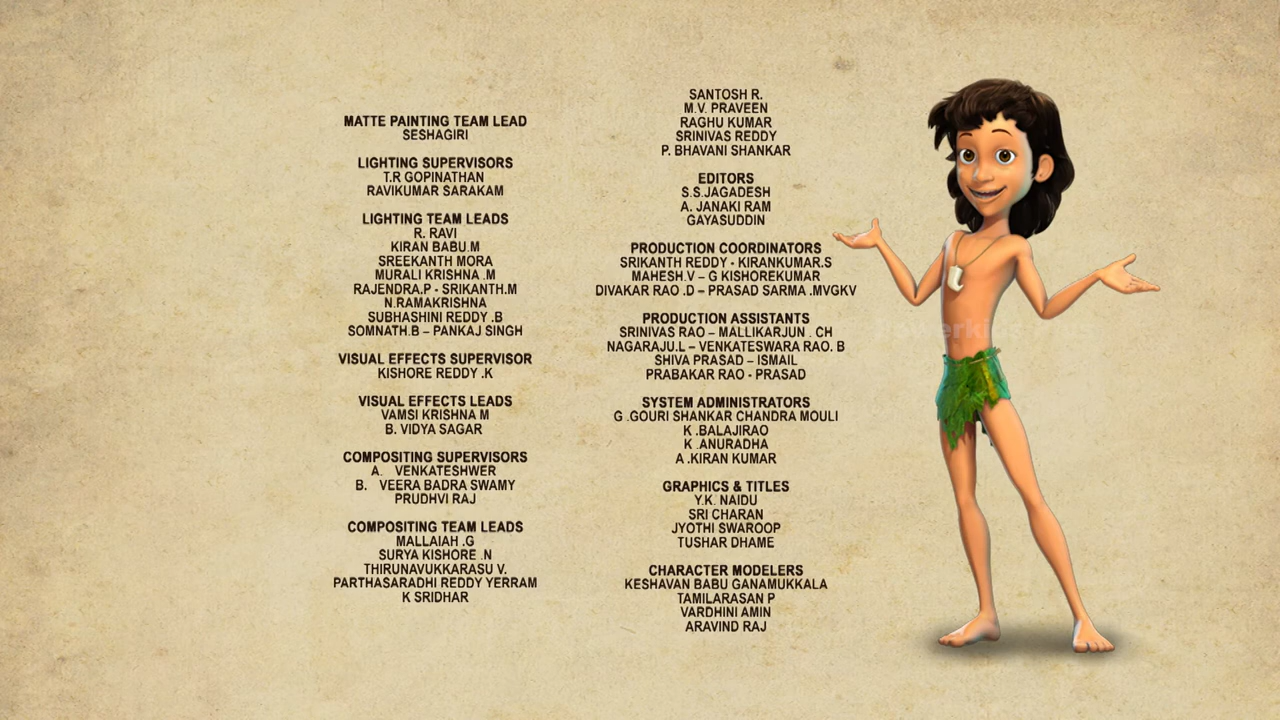 MATTE PAINTING TEAM LEAD
SESHAGIRI
LIGHTING SUPERVISORS
T.R GOPINATHAN
RAVIKUMAR SARAKAM
LIGHTING TEAM LEADS
R. RAVI
KIRAN BABU.M
SREEKANTH MORA
MURALI KRISHNA .M
RAJENDRA.P - SRIKANTH.M
N.RAMAKRISHNA
SUBHASHINI REDDY .B
SOMNATH.B – PANKAJ SINGH
VISUAL EFFECTS SUPERVISOR
KISHORE REDDY .K
VISUAL EFFECTS LEADS
VAMSI KRISHNA M
B. VIDYA SAGAR
COMPOSITING SUPERVISORS
A. VENKATESHWER
B. VEERA BADRA SWAMY
PRUDHVI RAJ
COMPOSITING TEAM LEADS
MALLAIAH .G
SURYA KISHORE .N
THIRUNAVUKKARASU V.
PARTHASARADHI REDDY YERRAM
K SRIDHAR
SANTOSH R.
M.V. PRAVEEN
RAGHU KUMAR
SRINIVAS REDDY
P. BHAVANI SHANKAR
EDITORS
S.S.JAGADESH
A. JANAKI RAM
GAYASUDDIN
PRODUCTION COORDINATORS
SRIKANTH REDDY - KIRANKUMAR.S
MAHESH.V – G KISHOREKUMAR
DIVAKAR RAO .D – PRASAD SARMA .MVGKV
PRODUCTION ASSISTANTS
SRINIVAS RAO – MALLIKARJUN . CH
NAGARAJU.L – VENKATESWARA RAO. B
SHIVA PRASAD – ISMAIL
PRABAKAR RAO - PRASAD
SYSTEM ADMINISTRATORS
G .GOURI SHANKAR CHANDRA MOULI
K .BALAJIRAO
K .ANURADHA
A .KIRAN KUMAR
GRAPHICS & TITLES
Y.K. NAIDU
SRI CHARAN
JYOTHI SWAROOP
TUSHAR DHAME
CHARACTER MODELERS
KESHAVAN BABU GANAMUKKALA
TAMILARASAN P
VARDHINI AMIN
ARAVIND RAJ